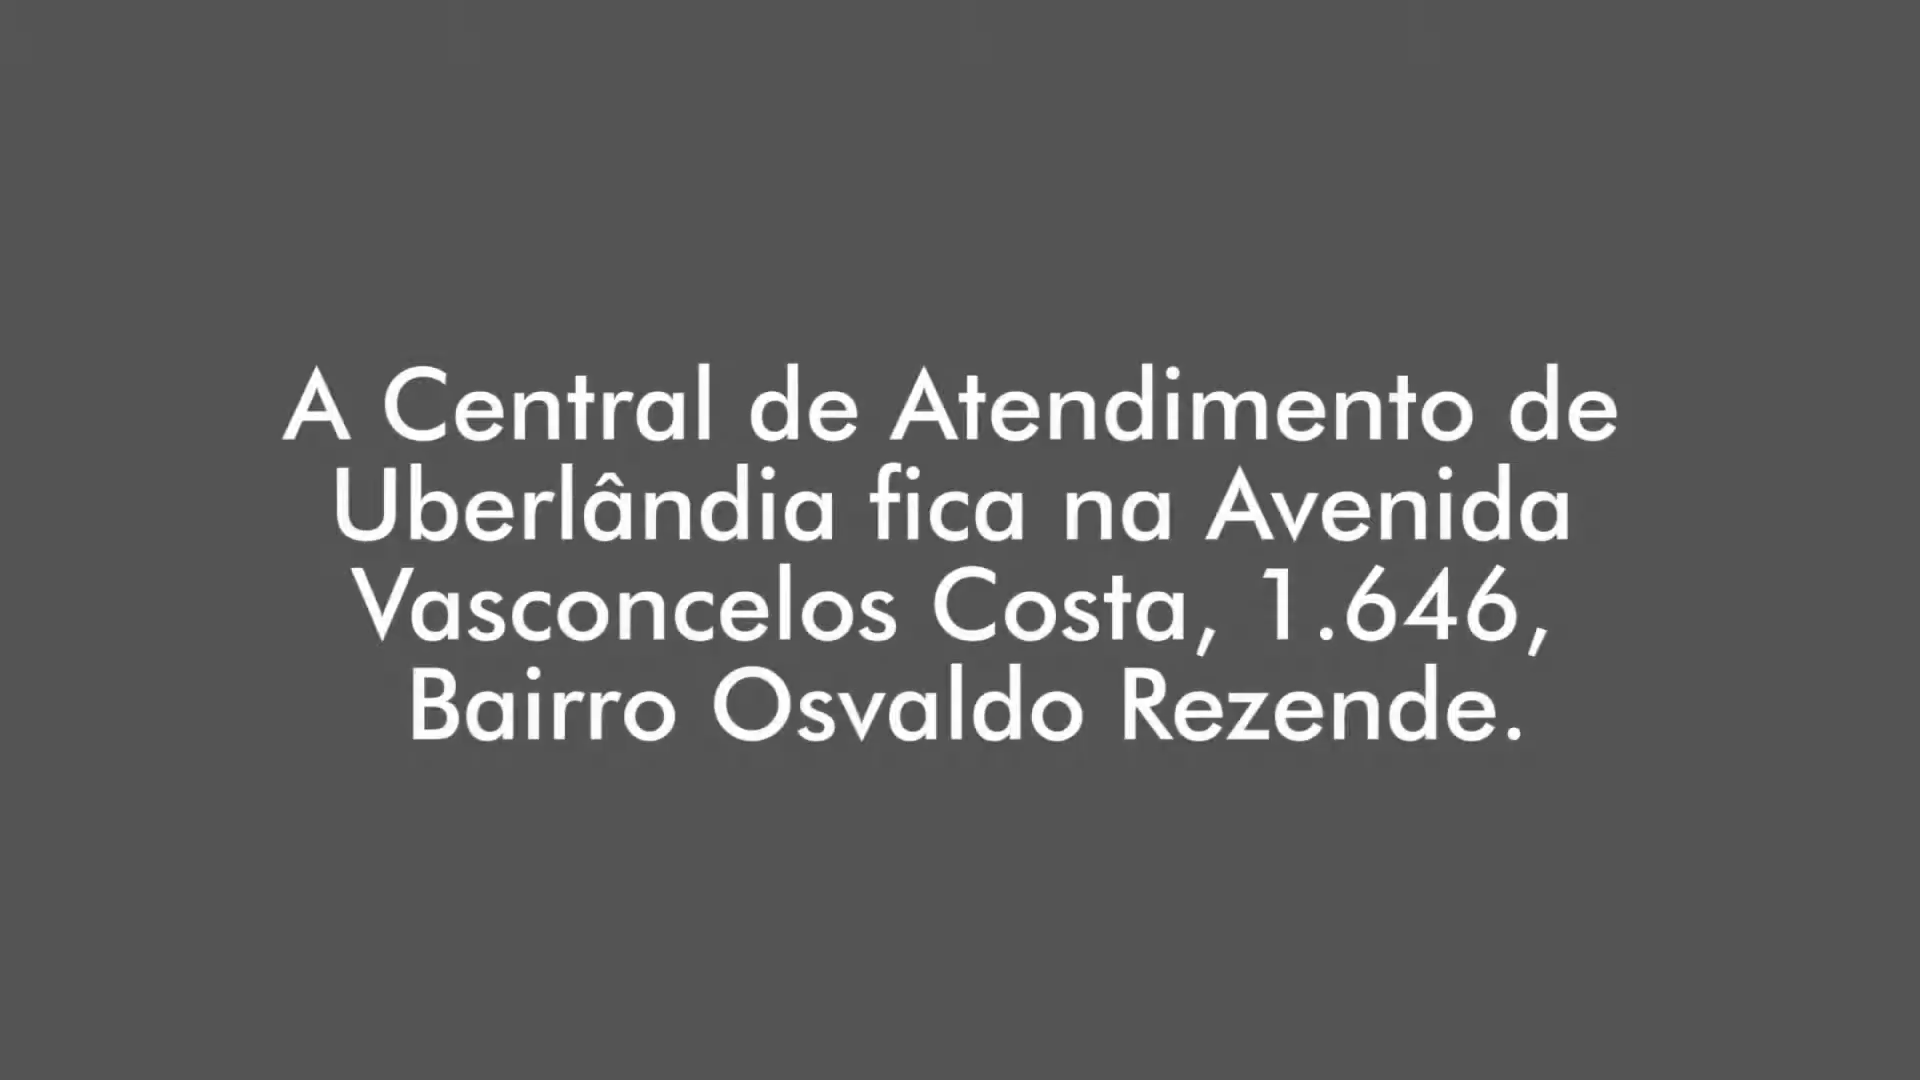 A Central de Atendimento de
Uberlândia fica na Avenida
Vasconcelos Costa, 1.646,
Bairro Osvaldo Rezende.